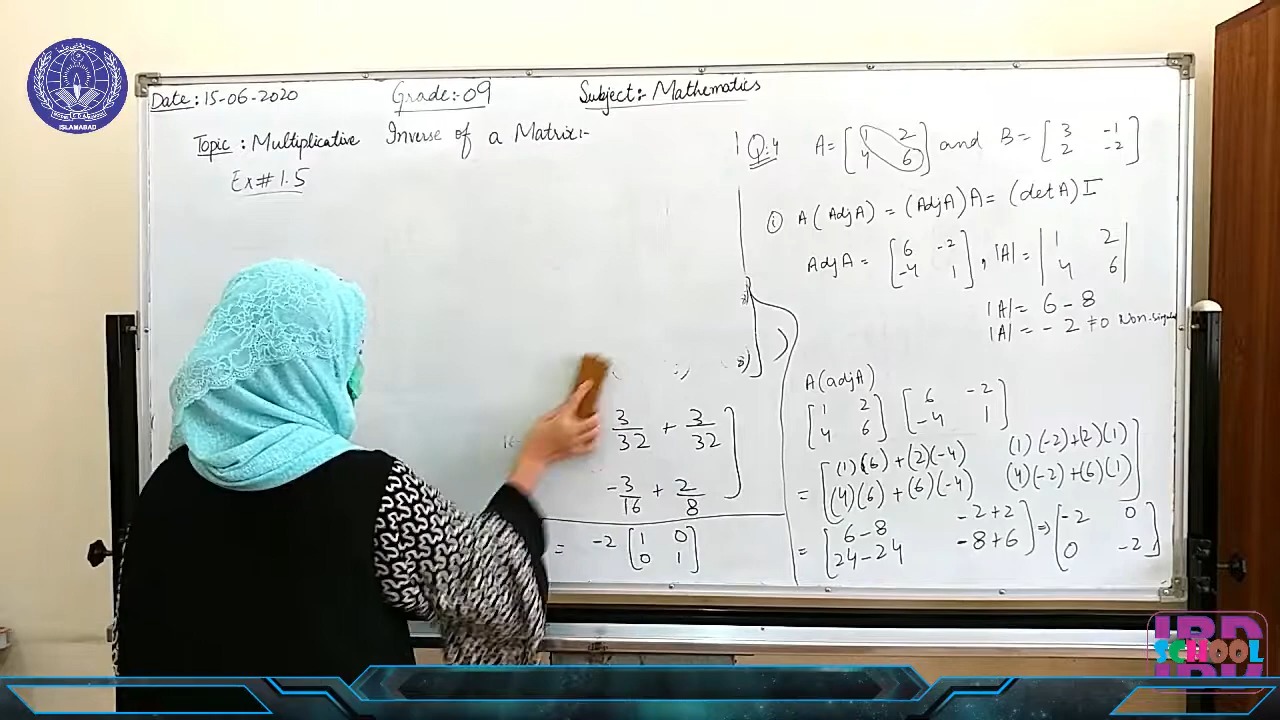 ISLAMABAD
Date: 15-06-2020 Grade:-09 Subject:- Mathematics
Topic : Multiplicative Inverse of a Matrix:-
Ex# 1.5
3/32 + 3/32
-3/16 + 2/8
= -2 [1 0
0 1]
Q:4 A= [1 2 and B= [3 -1
4 6] 2 -2]
(i) A(AdjA) = (AdjA)A = (det A) I
AdjA = [6 -2 , |A| = |1 2
-4 1] 4 6|
|A| = 6 - 8
|A| = -2 ≠0 Non-singular
A(adjA)
[1 2 [6 -2
4 6] -4 1]
= [(1)(6)+(2)(-4) (1)(-2)+(2)(1)
(4)(6)+(6)(-4) (4)(-2)+(6)(1)]
= [6-8 -2+2 ⇒ [-2 0
24-24 -8+6] 0 -2]
IBD
SCHOOL